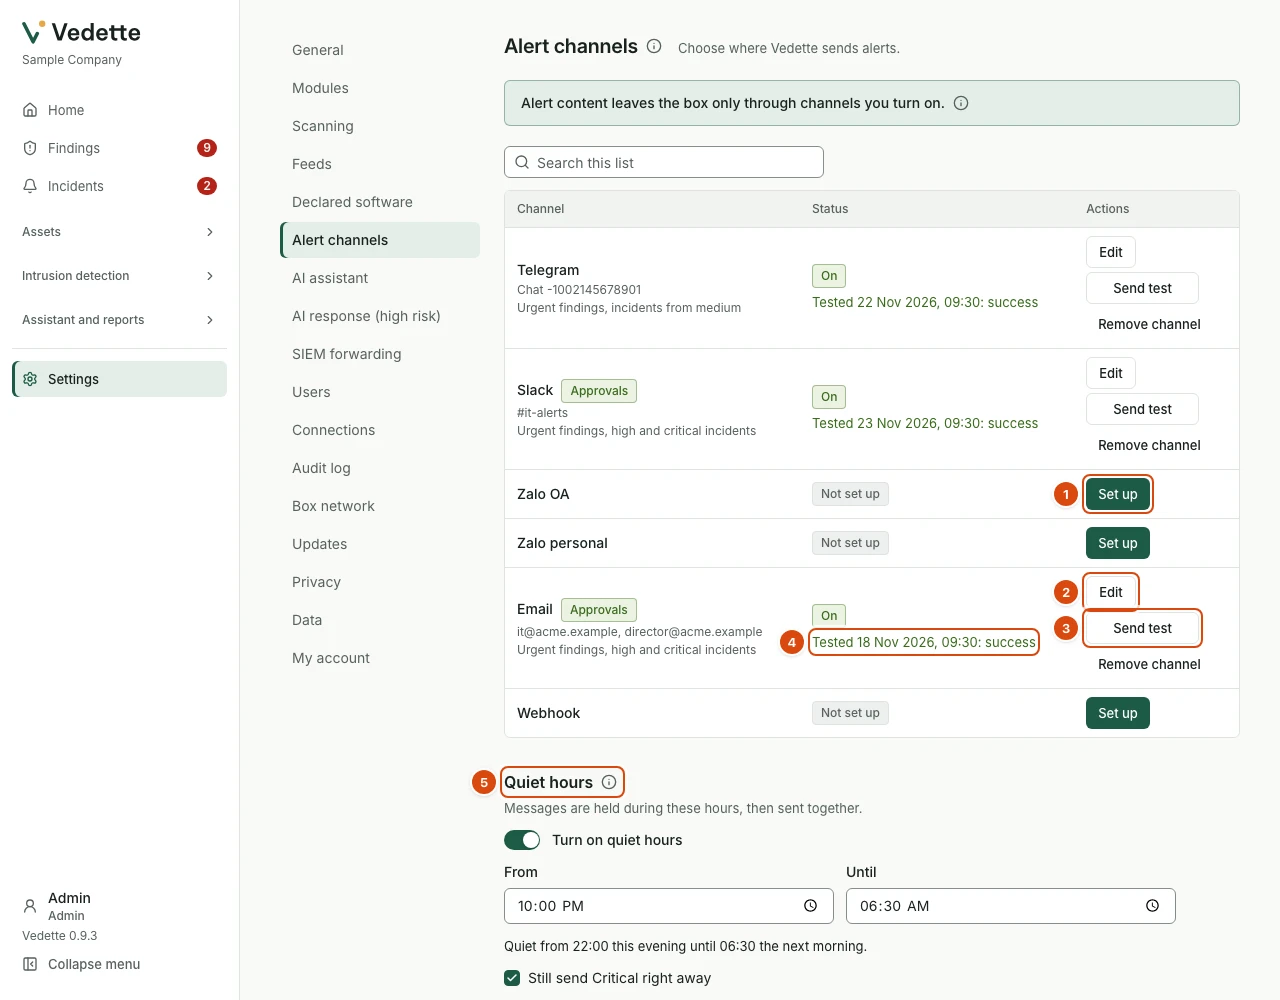 Vedette
Sample Company
Home
Findings 9
Incidents 2
Assets
Intrusion detection
Assistant and reports
Settings
Admin
Admin
Vedette 0.9.3
Collapse menu
General
Modules
Scanning
Feeds
Declared software
Alert channels
AI assistant
AI response (high risk)
SIEM forwarding
Users
Connections
Audit log
Box network
Updates
Privacy
Data
My account
Alert channels Choose where Vedette sends alerts.
Alert content leaves the box only through channels you turn on.
Search this list
Channel Status Actions
Telegram
Chat -1002145678901
Urgent findings, incidents from medium
On
Tested 22 Nov 2026, 09:30: success
Edit
Send test
Remove channel
Slack Approvals
#it-alerts
Urgent findings, high and critical incidents
On
Tested 23 Nov 2026, 09:30: success
Edit
Send test
Remove channel
Zalo OA Not set up 1 Set up
Zalo personal Not set up Set up
Email Approvals
it@acme.example, director@acme.example
Urgent findings, high and critical incidents
On
4 Tested 18 Nov 2026, 09:30: success
2 Edit
3 Send test
Remove channel
Webhook Not set up Set up
5 Quiet hours
Messages are held during these hours, then sent together.
Turn on quiet hours
From Until
10:00 PM 06:30 AM
Quiet from 22:00 this evening until 06:30 the next morning.
Still send Critical right away